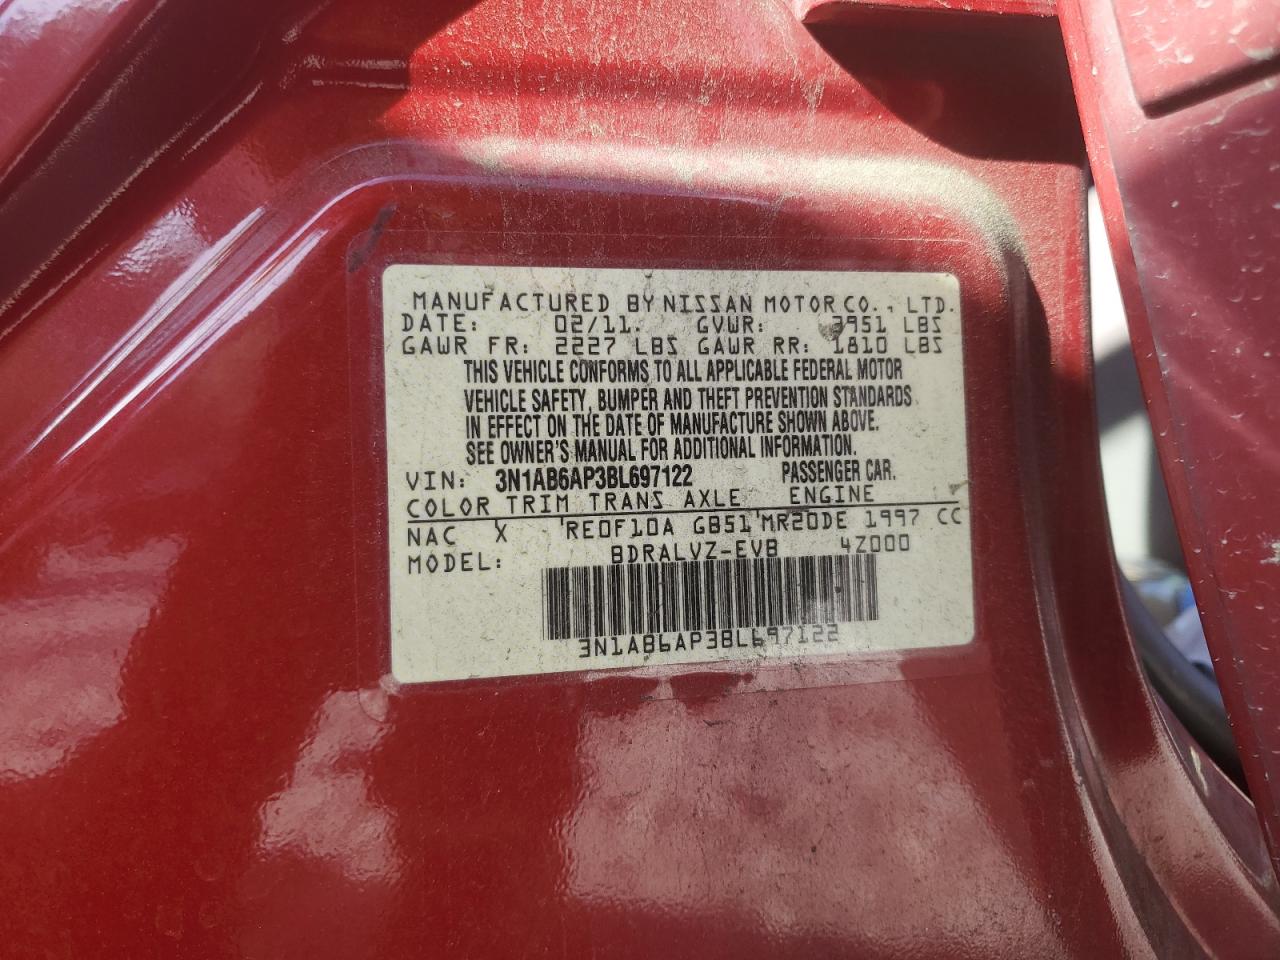 MANUFACTURED BY NISSAN MOTOR CO., LTD.
DATE: 02/11. GVWR: 3951 LBS
GAWR FR: 2227 LBS GAWR RR: 1810 LBS
THIS VEHICLE CONFORMS TO ALL APPLICABLE FEDERAL MOTOR
VEHICLE SAFETY, BUMPER AND THEFT PREVENTION STANDARDS
IN EFFECT ON THE DATE OF MANUFACTURE SHOWN ABOVE.
SEE OWNER'S MANUAL FOR ADDITIONAL INFORMATION.
VIN: 3N1AB6AP3BL697122 PASSENGER CAR.
COLOR TRIM TRANS AXLE ENGINE
NAC X RE0F10A GB51 MR20DE 1997 CC
MODEL: BDRALVZ-EVB 4Z000
3N1AB6AP3BL697122